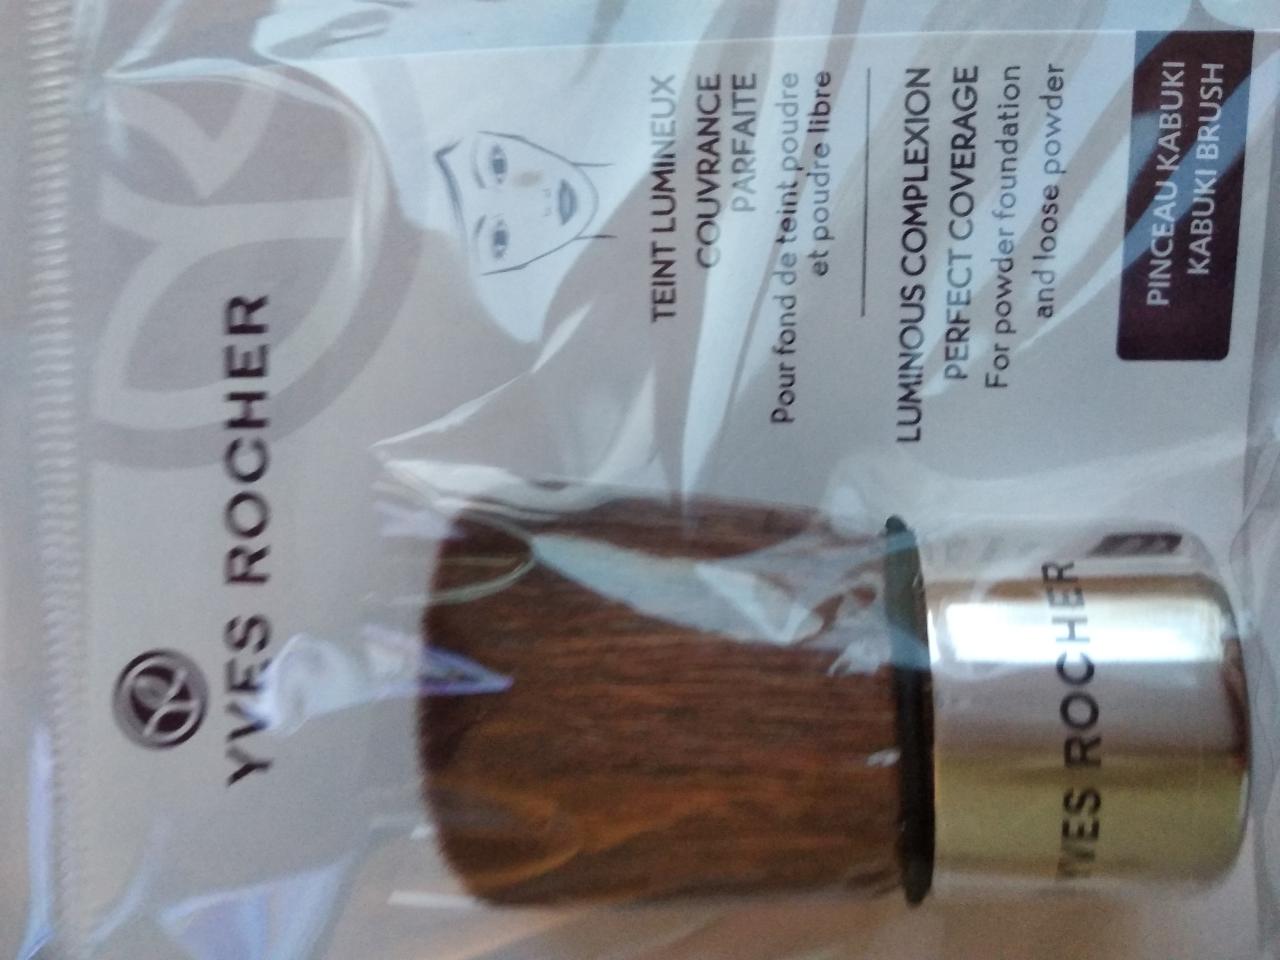 YVES ROCHER
TEINT LUMINEUX
COUVRANCE
PARFAITE
Pour fond de teint poudre
et poudre libre
LUMINOUS COMPLEXION
PERFECT COVERAGE
For powder foundation
and loose powder
PINCEAU KABUKI
KABUKI BRUSH
YVES ROCHER